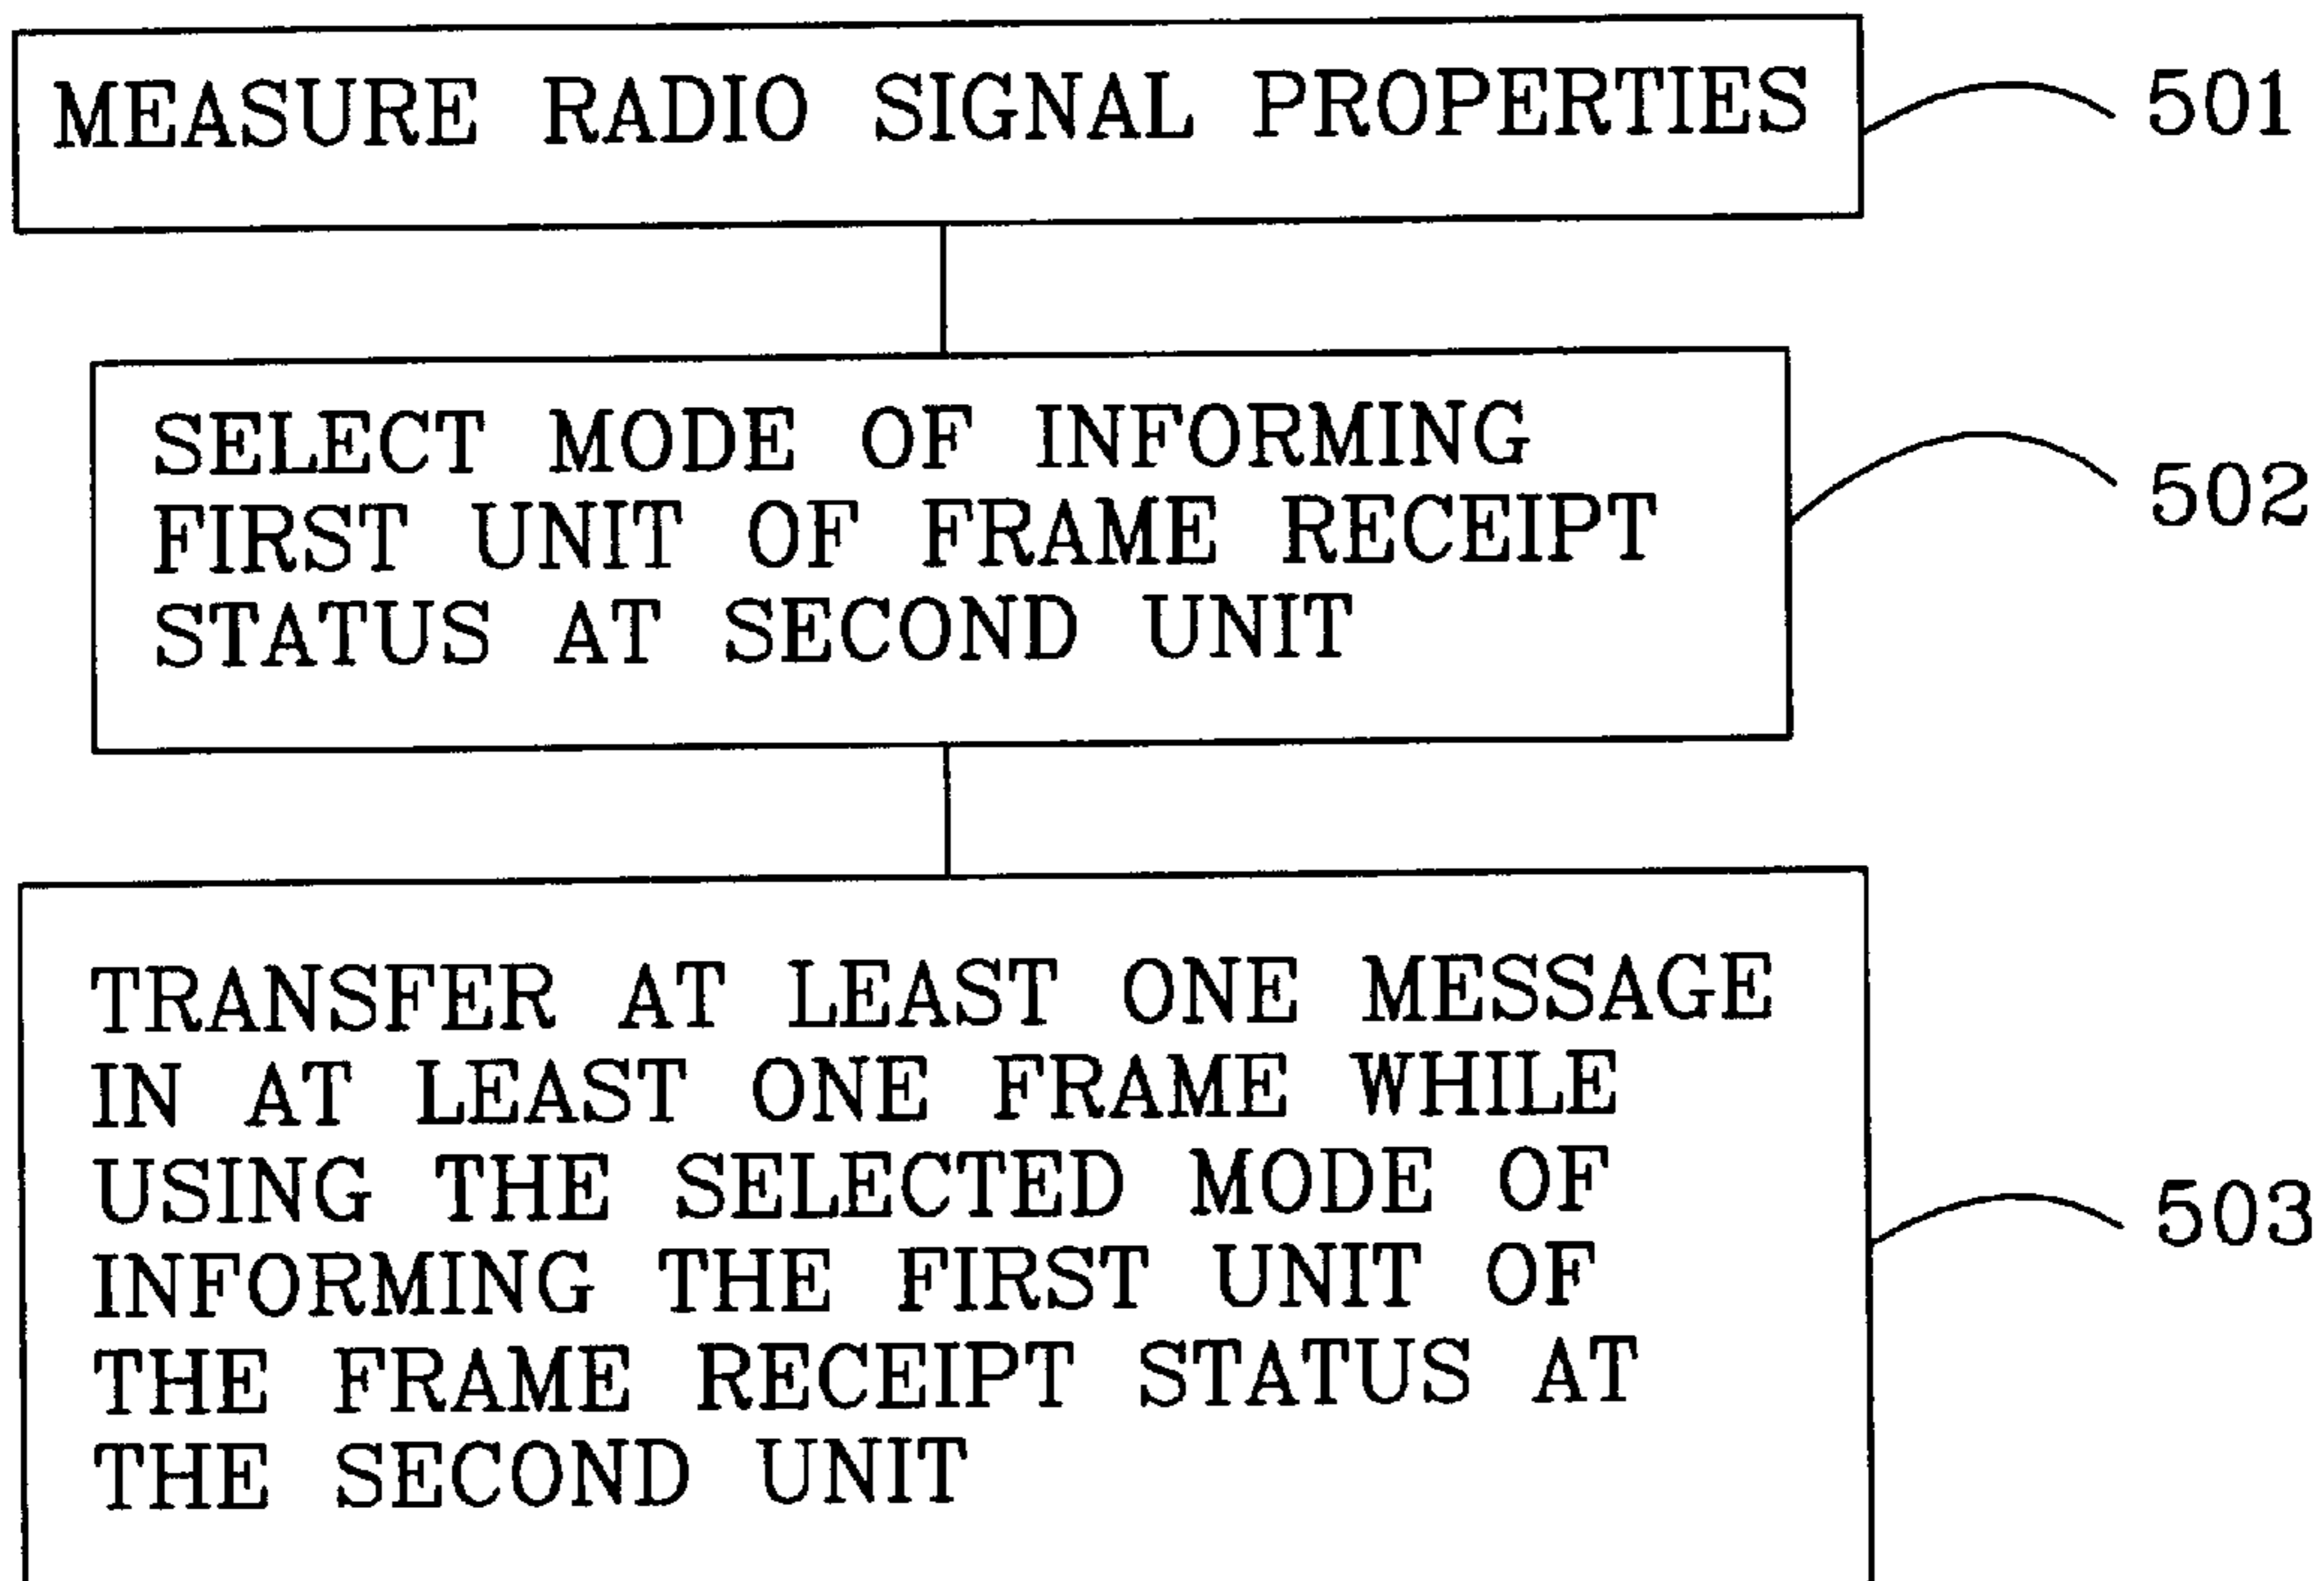 MEASURE RADIO SIGNAL PROPERTIES
501
SELECT MODE OF INFORMING
FIRST UNIT OF FRAME RECEIPT
STATUS AT SECOND UNIT
502
TRANSFER AT LEAST ONE MESSAGE
IN AT LEAST ONE FRAME WHILE
USING THE SELECTED MODE OF
INFORMING THE FIRST UNIT OF
THE FRAME RECEIPT STATUS AT
THE SECOND UNIT
503